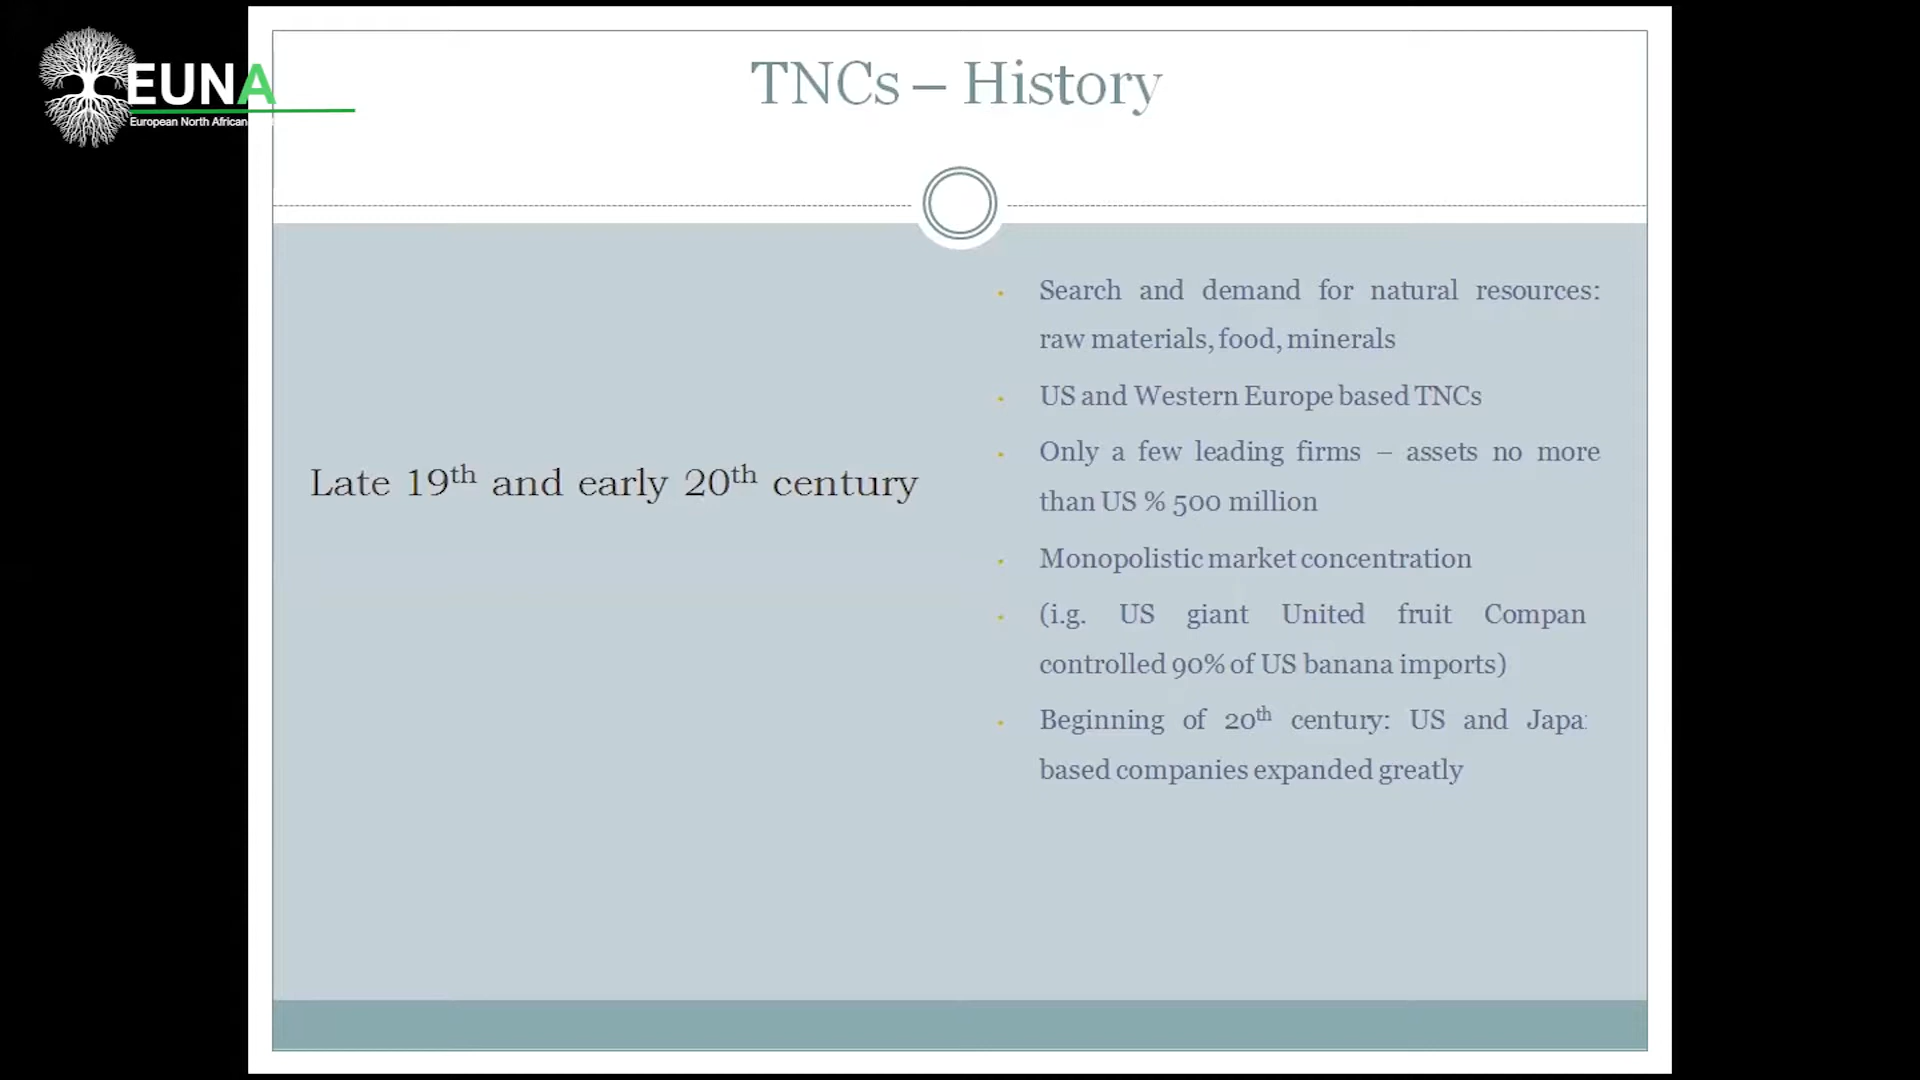 EUNA
European North African
TNCs – History
Late 19th and early 20th century
Search and demand for natural resources:
raw materials, food, minerals
US and Western Europe based TNCs
Only a few leading firms – assets no more
than US % 500 million
Monopolistic market concentration
(i.g. US giant United fruit Compan
controlled 90% of US banana imports)
Beginning of 20th century: US and Japa
based companies expanded greatly